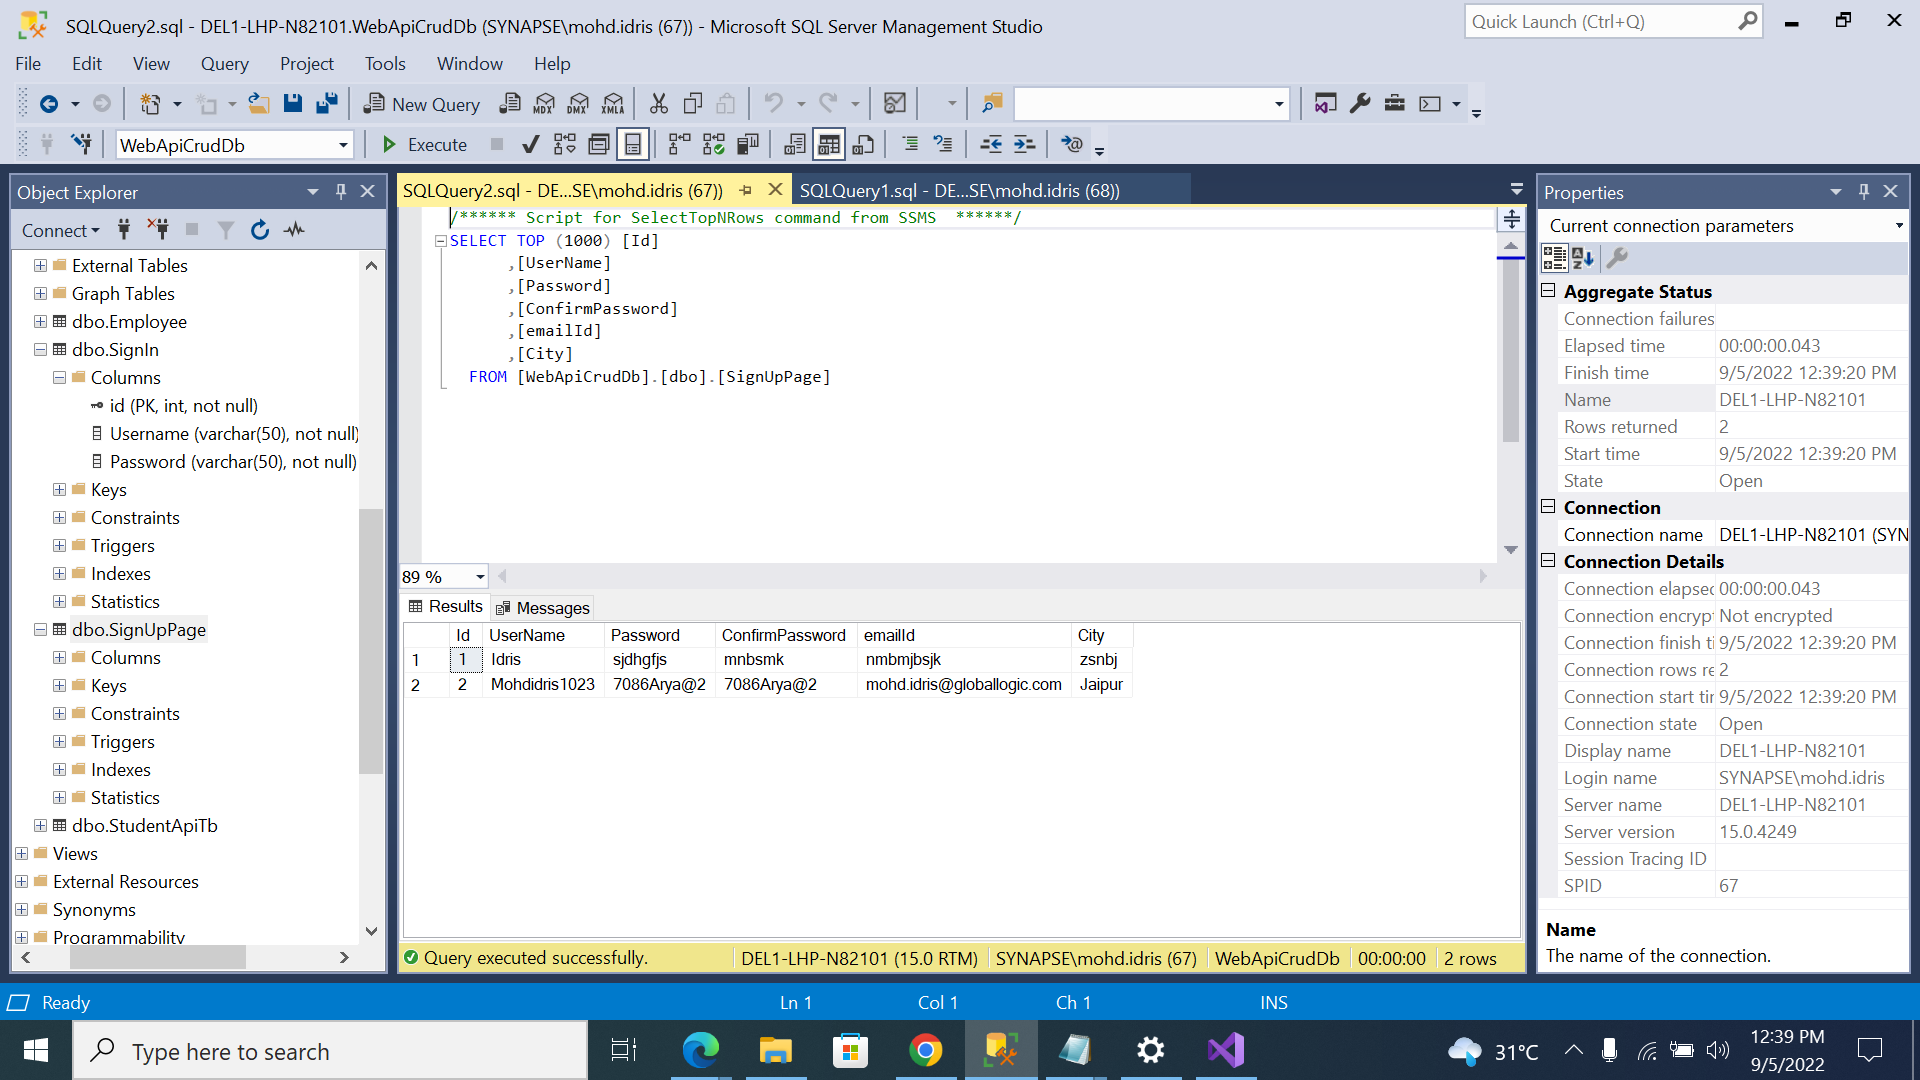 SQLQuery2.sql - DEL1-LHP-N82101.WebApiCrudDb (SYNAPSE\mohd.idris (67)) - Microsoft SQL Server Management Studio
Quick Launch (Ctrl+Q)
File Edit View Query Project Tools Window Help
New Query MDX DMX XMLA
WebApiCrudDb
Execute
Object Explorer
Connect
External Tables
Graph Tables
dbo.Employee
dbo.SignIn
Columns
id (PK, int, not null)
Username (varchar(50), not null)
Password (varchar(50), not null)
Keys
Constraints
Triggers
Indexes
Statistics
dbo.SignUpPage
Columns
Keys
Constraints
Triggers
Indexes
Statistics
dbo.StudentApiTb
Views
External Resources
Synonyms
Programmability
SQLQuery2.sql - DE...SE\mohd.idris (67))
SQLQuery1.sql - DE...SE\mohd.idris (68))
/****** Script for SelectTopNRows command from SSMS ******/
SELECT TOP (1000) [Id]
,[UserName]
,[Password]
,[ConfirmPassword]
,[emailId]
,[City]
FROM [WebApiCrudDb].[dbo].[SignUpPage]
89 %
Results Messages
Id UserName Password ConfirmPassword emailId City
1 1 Idris sjdhgfjs mnbsmk nmbmjbsjk zsnbj
2 2 Mohdidris1023 7086Arya@2 7086Arya@2 mohd.idris@globallogic.com Jaipur
Query executed successfully. DEL1-LHP-N82101 (15.0 RTM) SYNAPSE\mohd.idris (67) WebApiCrudDb 00:00:00 2 rows
Properties
Current connection parameters
Aggregate Status
Connection failures
Elapsed time 00:00:00.043
Finish time 9/5/2022 12:39:20 PM
Name DEL1-LHP-N82101
Rows returned 2
Start time 9/5/2022 12:39:20 PM
State Open
Connection
Connection name DEL1-LHP-N82101 (SYN
Connection Details
Connection elapsec 00:00:00.043
Connection encryp Not encrypted
Connection finish ti 9/5/2022 12:39:20 PM
Connection rows re 2
Connection start tir 9/5/2022 12:39:20 PM
Connection state Open
Display name DEL1-LHP-N82101
Login name SYNAPSE\mohd.idris
Server name DEL1-LHP-N82101
Server version 15.0.4249
Session Tracing ID
SPID 67
Name
The name of the connection.
Ready Ln 1 Col 1 Ch 1 INS
Type here to search
31°C
12:39 PM
9/5/2022